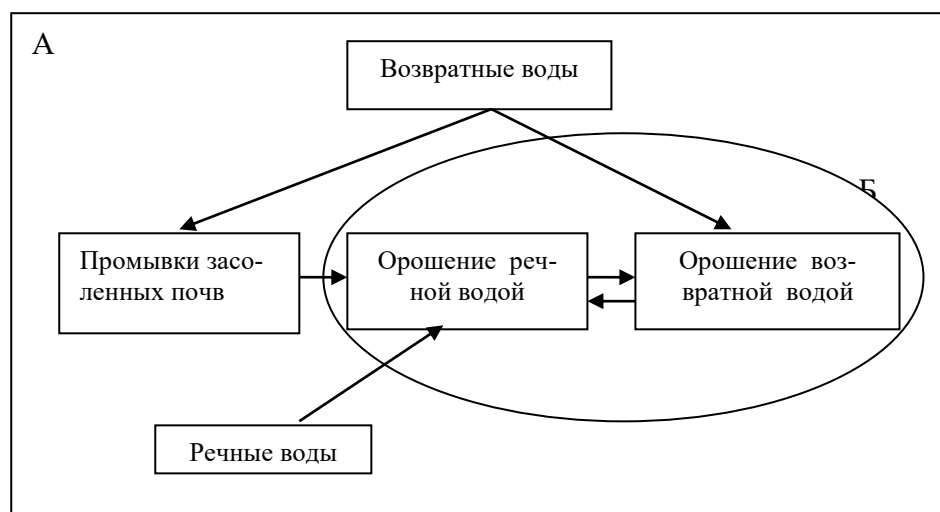 А
Возвратные воды
Б
Промывки засо-
ленных почв
Орошение реч-
ной водой
Орошение воз-
вратной водой
Речные воды